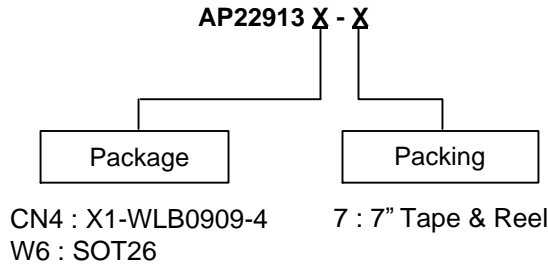 AP22913 X - X
Package
Packing
CN4 : X1-WLB0909-4
7 : 7” Tape & Reel
W6 : SOT26